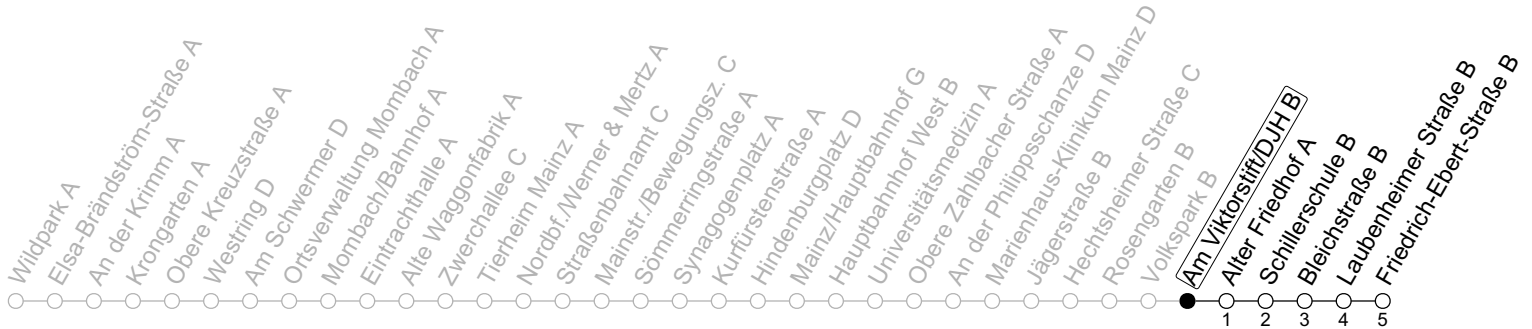 Wildpark A
Elsa-Brändström-Straße A
An der Krimm A
Krongarten A
Obere Kreuzstraße A
Westring D
Am Schwermer D
Ortsverwaltung Mombach A
Mombach/Bahnhof A
Eintrachthalle A
Alte Waggonfabrik A
Zwerchallee C
Tierheim Mainz A
Nordbf./Werner & Mertz A
Straßenbahnamt C
Mainstr./Bewegungsz. C
Sömmerringstraße A
Synagogenplatz A
Kurfürstenstraße A
Hindenburgplatz D
Mainz/Hauptbahnhof G
Hauptbahnhof West B
Universitätsmedizin A
Obere Zahlbacher Straße A
An der Philippsschanze D
Marienhaus-Klinikum Mainz D
Jägerstraße B
Hechtsheimer Straße C
Rosengarten B
Volkspark B
Am Viktorstift/DJH B
Alter Friedhof A
Schillerschule B
Bleichstraße B
Laubenheimer Straße B
Friedrich-Ebert-Straße B
1 2 3 4 5